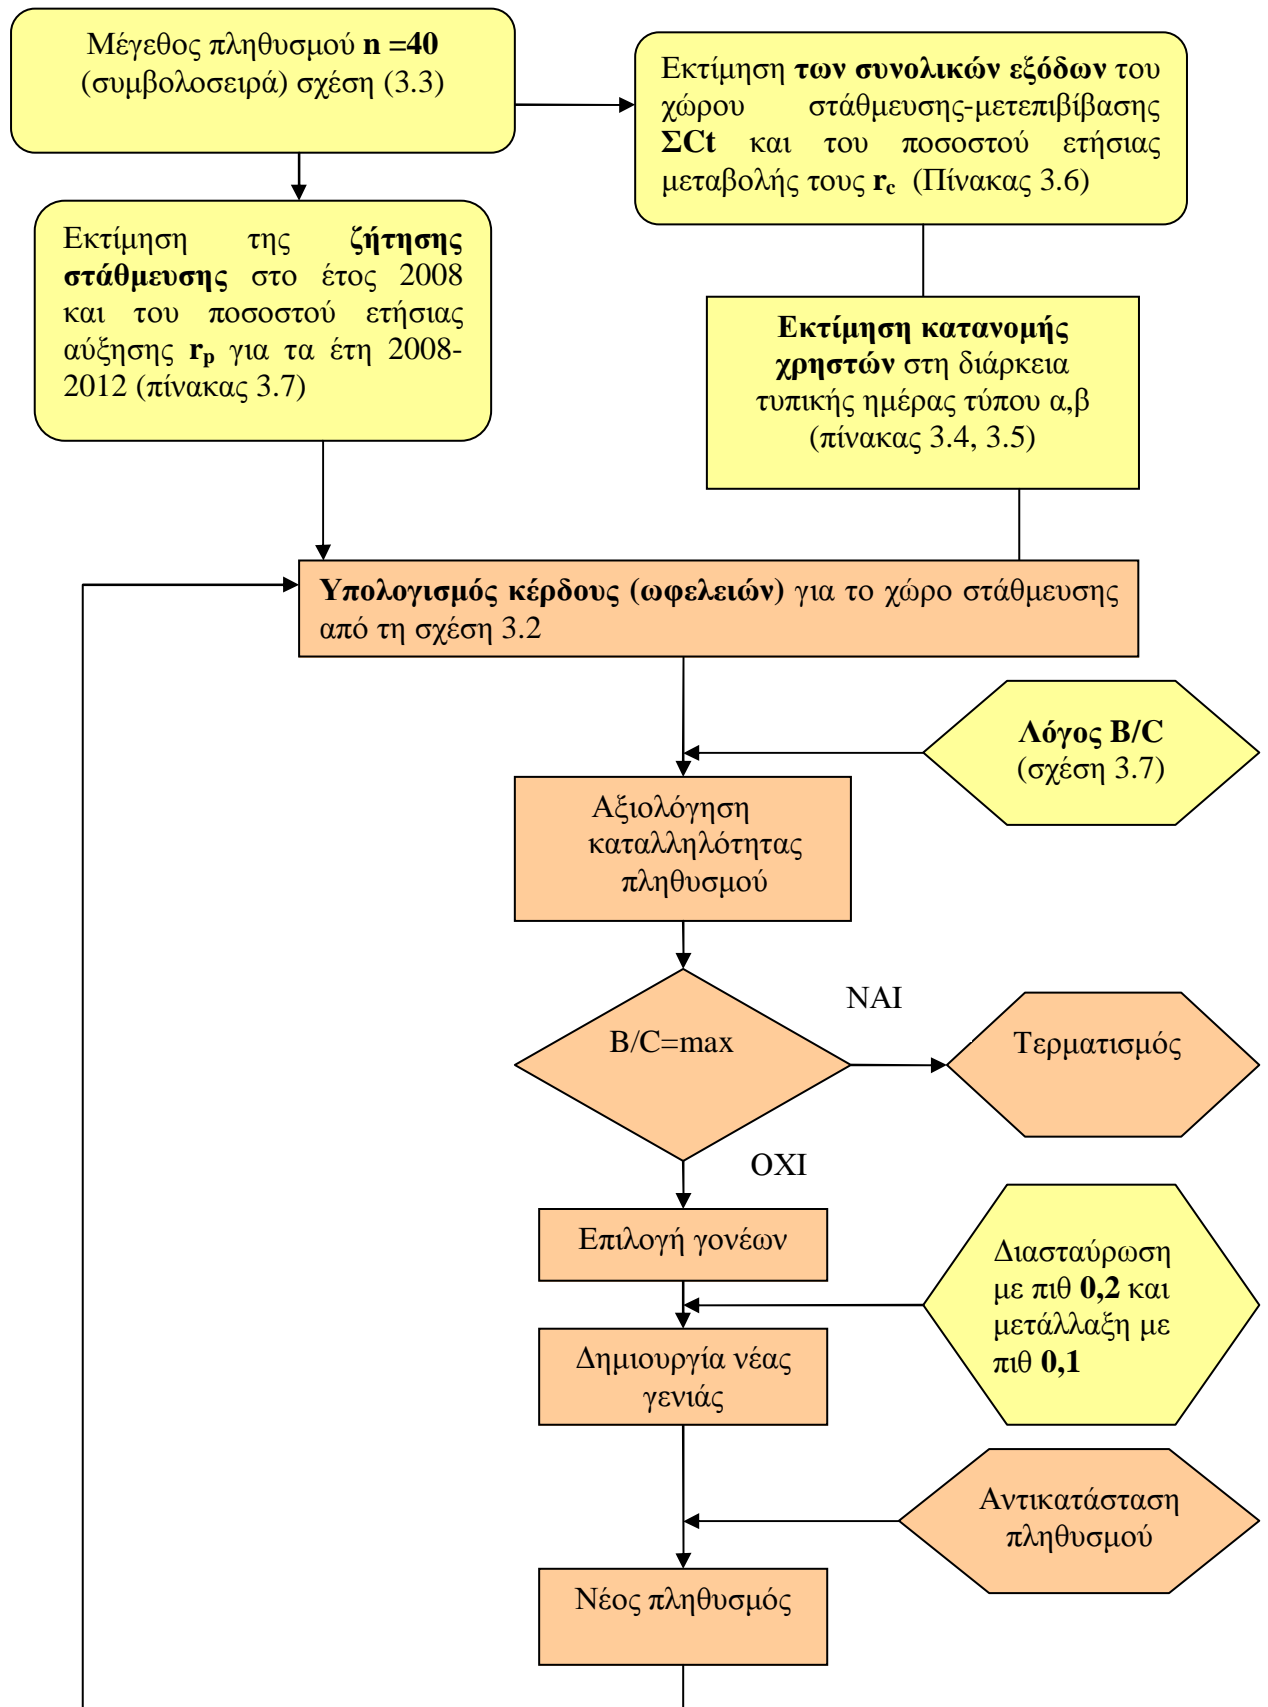 Μέγεθος πληθυσμού n =40
(συμβολοσειρά) σχέση (3.3)
Εκτίμηση των συνολικών εξόδων του
χώρου στάθμευσης-μετεπιβίβασης
ΣCt και του ποσοστού ετήσιας
μεταβολής τους rc (Πίνακας 3.6)
Εκτίμηση της ζήτησης
στάθμευσης στο έτος 2008
και του ποσοστού ετήσιας
αύξησης rp για τα έτη 2008-
2012 (πίνακας 3.7)
Εκτίμηση κατανομής
χρηστών στη διάρκεια
τυπικής ημέρας τύπου α,β
(πίνακας 3.4, 3.5)
Υπολογισμός κέρδους (ωφελειών) για το χώρο στάθμευσης
από τη σχέση 3.2
Λόγος B/C
(σχέση 3.7)
Αξιολόγηση
καταλληλότητας
πληθυσμού
B/C=max
ΝΑΙ
Τερματισμός
ΟΧΙ
Επιλογή γονέων
Διασταύρωση
με πιθ 0,2 και
μετάλλαξη με
πιθ 0,1
Δημιουργία νέας
γενιάς
Αντικατάσταση
πληθυσμού
Νέος πληθυσμός